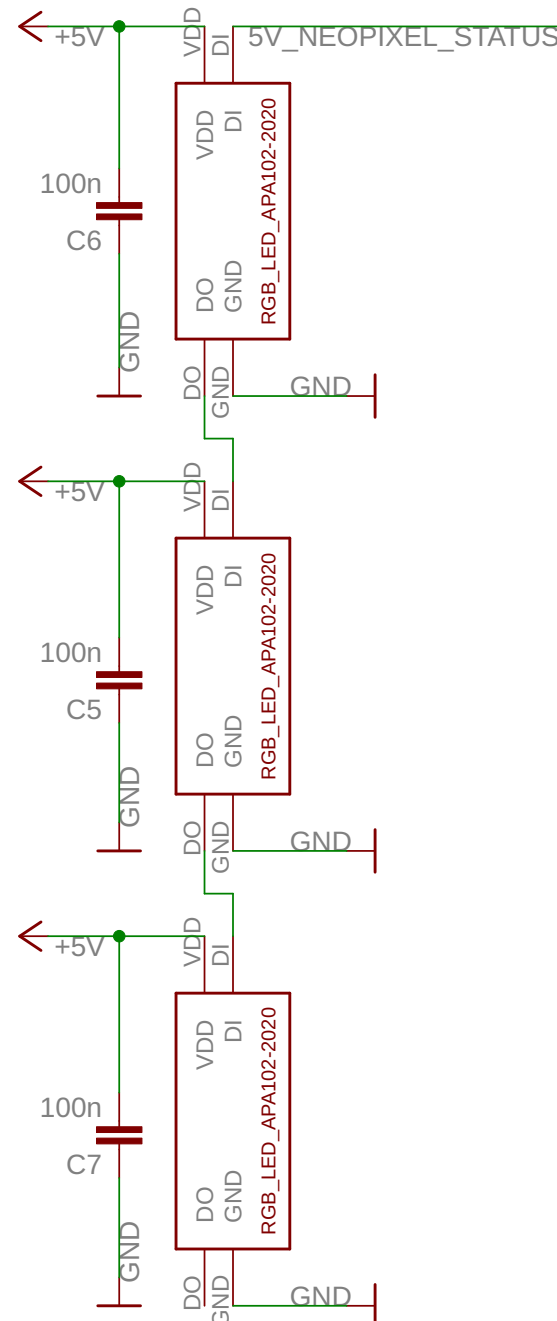 +5V
VDD
DI
5V_NEOPIXEL_STATUS
VDD
DI
RGB_LED_APA102-2020
100n
C6
DO
GND
GND
DO
GND
GND
+5V
VDD
DI
VDD
DI
RGB_LED_APA102-2020
100n
C5
DO
GND
GND
DO
GND
GND
+5V
VDD
DI
VDD
DI
RGB_LED_APA102-2020
100n
C7
DO
GND
GND
DO
GND
GND